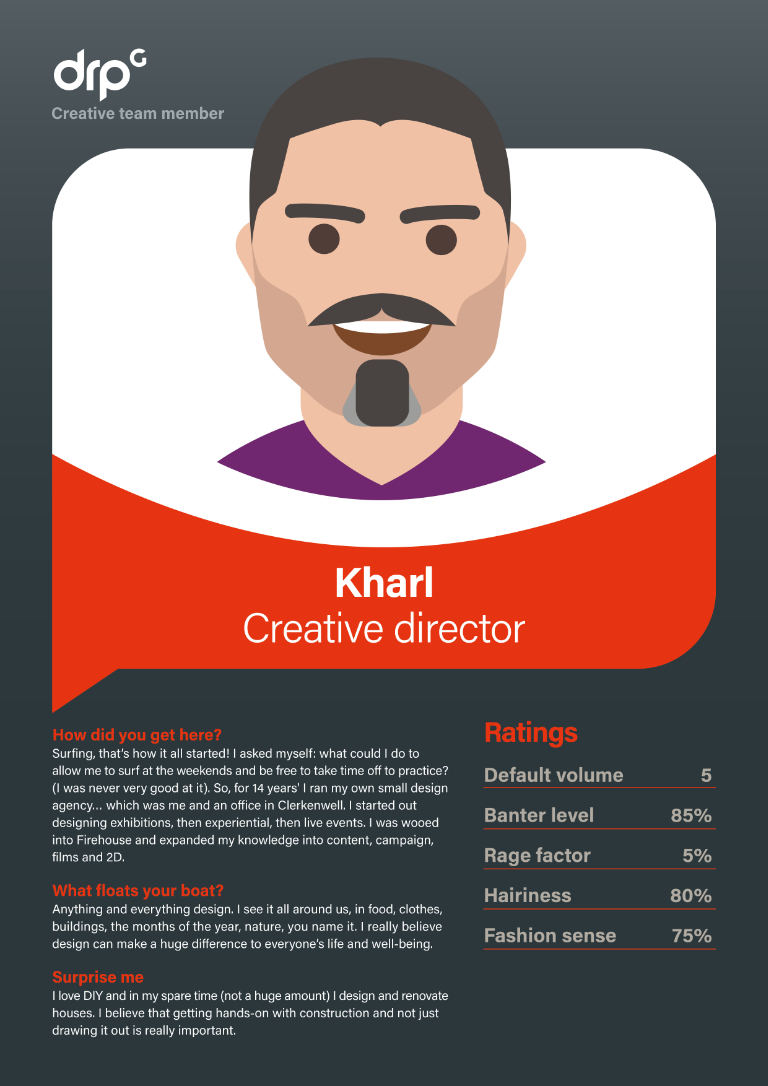 drpG
Creative team member
Kharl
Creative director
How did you get here?
Surfing, that's how it all started! I asked myself: what could I do to
allow me to surf at the weekends and be free to take time off to practice?
(I was never very good at it). So, for 14 years' I ran my own small design
agency... which was me and an office in Clerkenwell. I started out
designing exhibitions, then experiential, then live events. I was wooed
into Firehouse and expanded my knowledge into content, campaign,
films and 2D.
What floats your boat?
Anything and everything design. I see it all around us, in food, clothes,
buildings, the months of the year, nature, you name it. I really believe
design can make a huge difference to everyone's life and well-being.
Surprise me
I love DIY and in my spare time (not a huge amount) I design and renovate
houses. I believe that getting hands-on with construction and not just
drawing it out is really important.
Ratings
Default volume 5
Banter level 85%
Rage factor 5%
Hairiness 80%
Fashion sense 75%